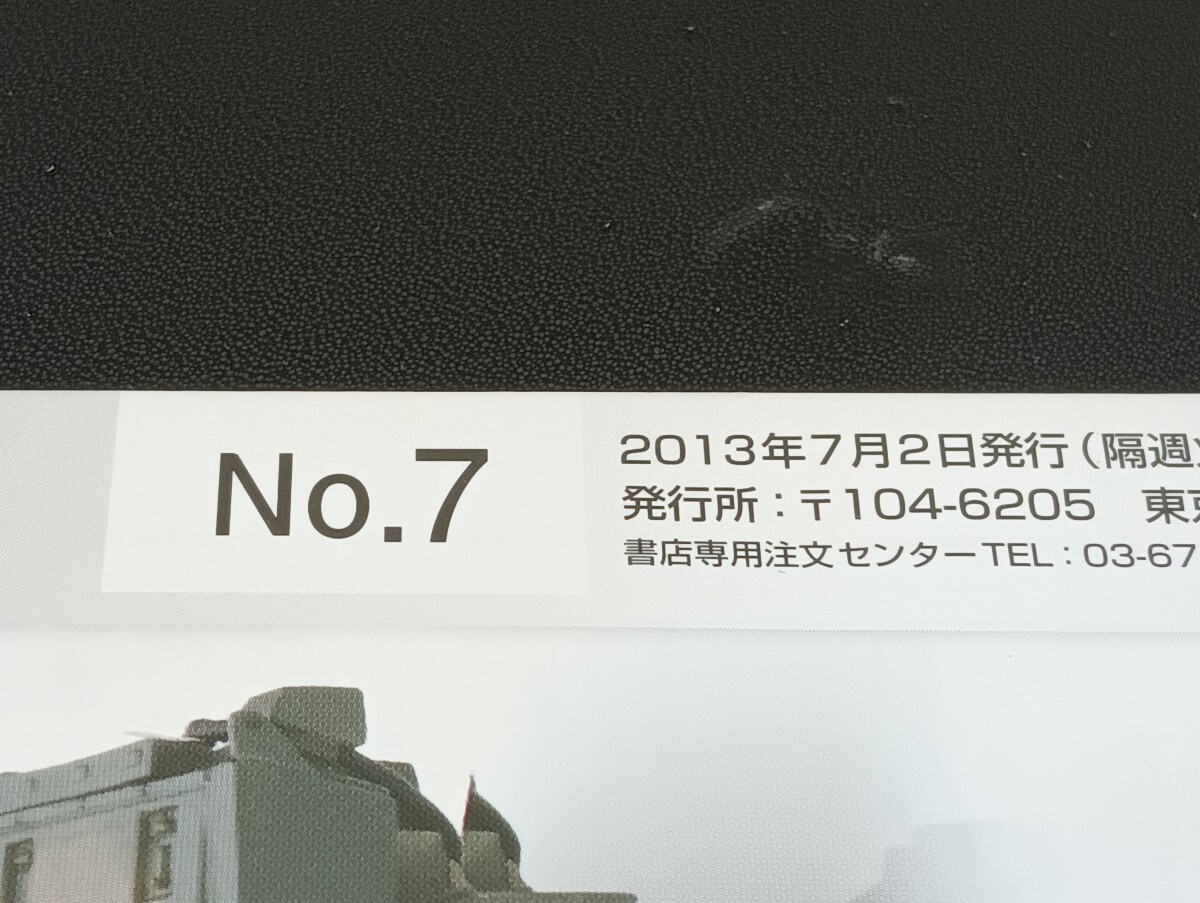 No.7
2013年7月2日発行（隔週
発行所：〒104-6205　東京
書店専用注文センターTEL：03-67